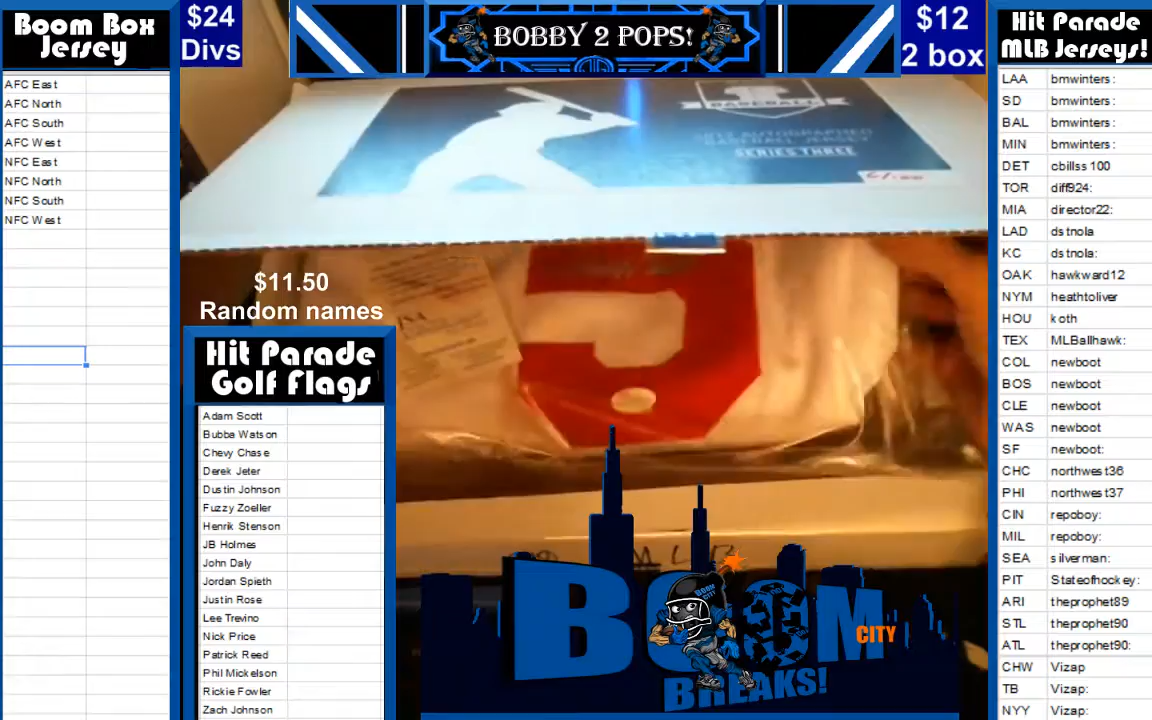 Boom Box
Jersey
AFC East
AFC North
AFC South
AFC West
NFC East
NFC North
NFC South
NFC West
$24
Divs
BOBBY 2 POPS!
$12
2 box
BASEBALL
AUTOGRAPHED
BASEBALL JERSEY
SERIES THREE
$11.50
Random names
Hit Parade
Golf Flags
Adam Scott
Bubba Watson
Chevy Chase
Derek Jeter
Dustin Johnson
Fuzzy Zoeller
Henrik Stenson
JB Holmes
John Daly
Jordan Spieth
Justin Rose
Lee Trevino
Nick Price
Patrick Reed
Phil Mickelson
Rickie Fowler
Zach Johnson
BOOM
CITY
BREAKS!
Hit Parade
MLB Jerseys!
LAA bmwinters:
SD bmwinters:
BAL bmwinters:
MIN bmwinters:
DET cbillss100
TOR diff924:
MIA director22:
LAD dstnola
KC dstnola:
OAK hawkward12
NYM heathtoliver
HOU koth
TEX MLBallhawk:
COL newboot
BOS newboot
CLE newboot
WAS newboot
SF newboot:
CHC northwest36
PHI northwest37
CIN repoboy:
MIL repoboy:
SEA silverman:
PIT Stateofhockey:
ARI theprophet89
STL theprophet90
ATL theprophet90:
CHW Vizap
TB Vizap:
NYY Vizap: